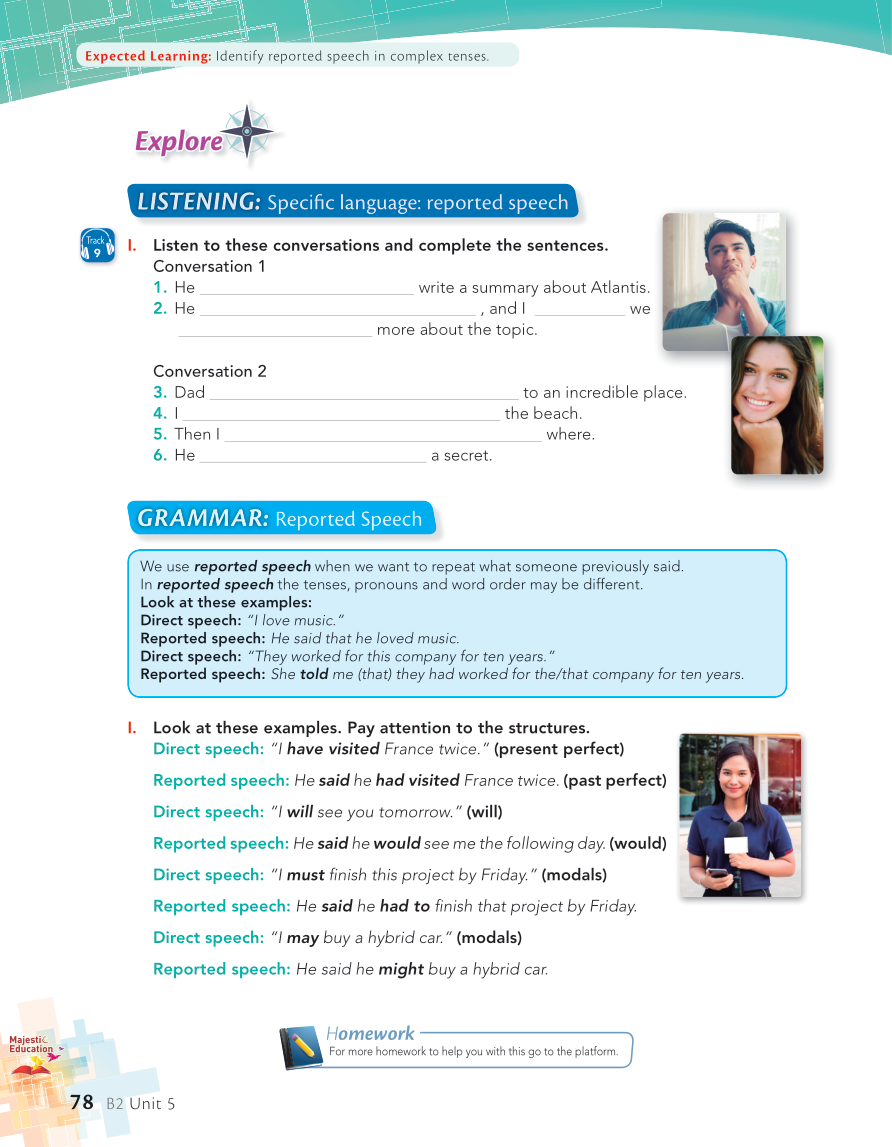 Expected Learning: Identify reported speech in complex tenses.
Explore
LISTENING: Specific language: reported speech
Track
9
I. Listen to these conversations and complete the sentences.
Conversation 1
1. He ______ write a summary about Atlantis.
2. He ______ , and I ______ we
______ more about the topic.
Conversation 2
3. Dad ______ to an incredible place.
4. I ______ the beach.
5. Then I ______ where.
6. He ______ a secret.
GRAMMAR: Reported Speech
We use reported speech when we want to repeat what someone previously said.
In reported speech the tenses, pronouns and word order may be different.
Look at these examples:
Direct speech: “I love music.”
Reported speech: He said that he loved music.
Direct speech: “They worked for this company for ten years.“
Reported speech: She told me (that) they had worked for the/that company for ten years.
I. Look at these examples. Pay attention to the structures.
Direct speech: “I have visited France twice.” (present perfect)
Reported speech: He said he had visited France twice. (past perfect)
Direct speech: “I will see you tomorrow.” (will)
Reported speech: He said he would see me the following day. (would)
Direct speech: “I must finish this project by Friday.” (modals)
Reported speech: He said he had to finish that project by Friday.
Direct speech: “I may buy a hybrid car.” (modals)
Reported speech: He said he might buy a hybrid car.
Homework
For more homework to help you with this go to the platform.
Majestic
Education
78 B2 Unit 5